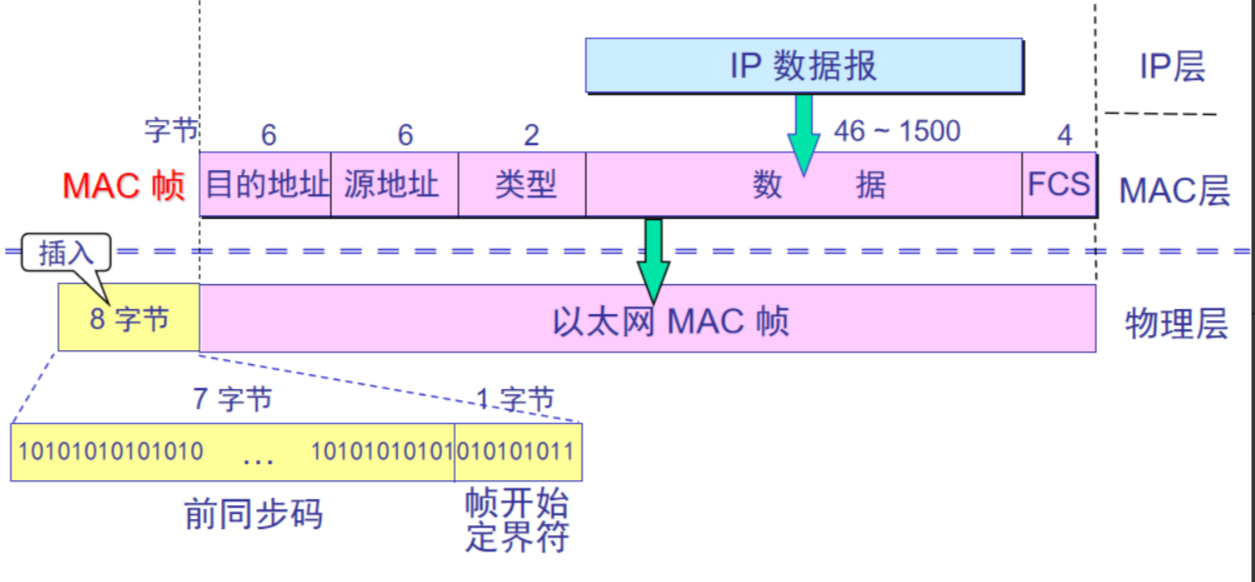 IP 数据报
IP层
字节
6
6
2
46 ~ 1500
4
MAC 帧
目的地址
源地址
类型
数 据
FCS
MAC层
插入
8 字节
以太网 MAC 帧
物理层
7 字节
1 字节
10101010101010 … 10101010101
010101011
前同步码
帧开始
定界符